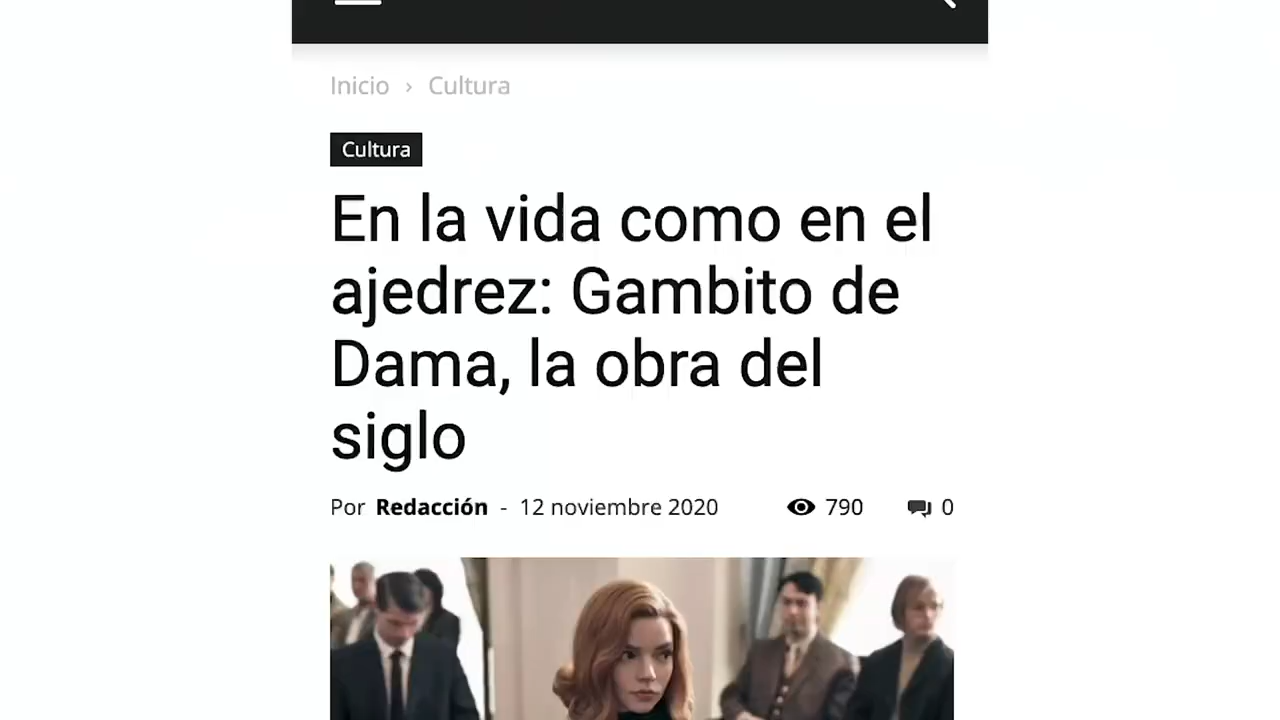 Inicio › Cultura
Cultura
En la vida como en el
ajedrez: Gambito de
Dama, la obra del
siglo
Por Redacción - 12 noviembre 2020 790 0